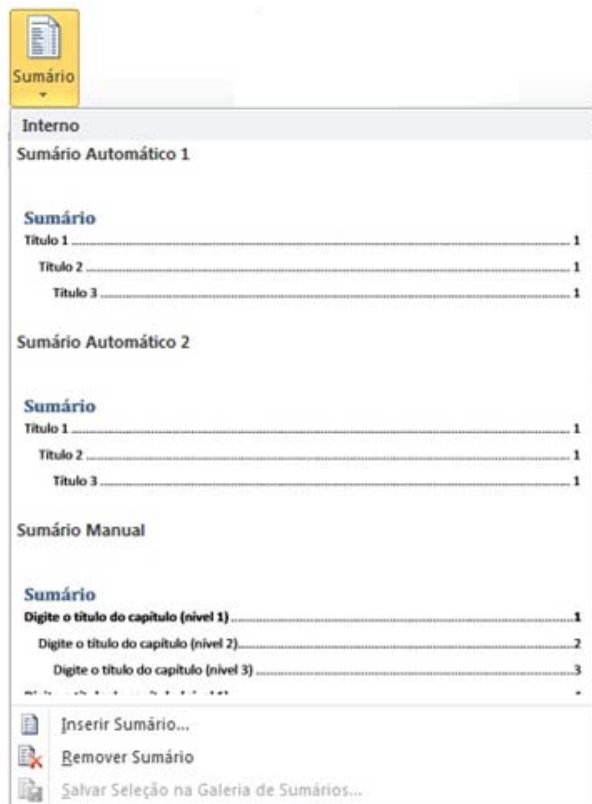 Sumário
Interno
Sumário Automático 1
Sumário
Título 1 ........ 1
Título 2 ........ 1
Título 3 ........ 1
Sumário Automático 2
Sumário
Título 1 ........ 1
Título 2 ........ 1
Título 3 ........ 1
Sumário Manual
Sumário
Digite o título do capítulo (nível 1) ........ 1
Digite o título do capítulo (nível 2) ........ 2
Digite o título do capítulo (nível 3) ........ 3
Inserir Sumário...
Remover Sumário
Salvar Seleção na Galeria de Sumários...